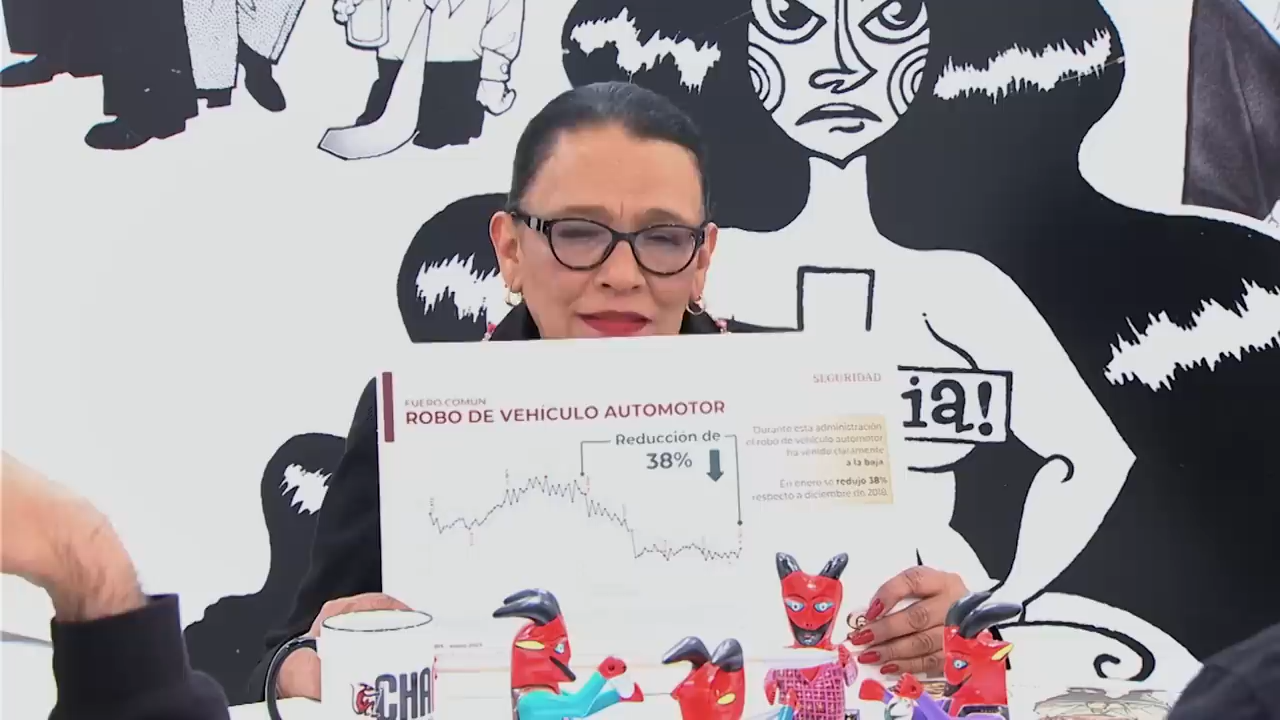 SEGURIDAD
FUERO COMÚN
ROBO DE VEHÍCULO AUTOMOTOR
Reducción de
38%
Durante esta administración
el robo de vehículo automotor
ha venido claramente
a la baja
En enero se redujo 38%
respecto a diciembre de 2018.
ia!
CHA